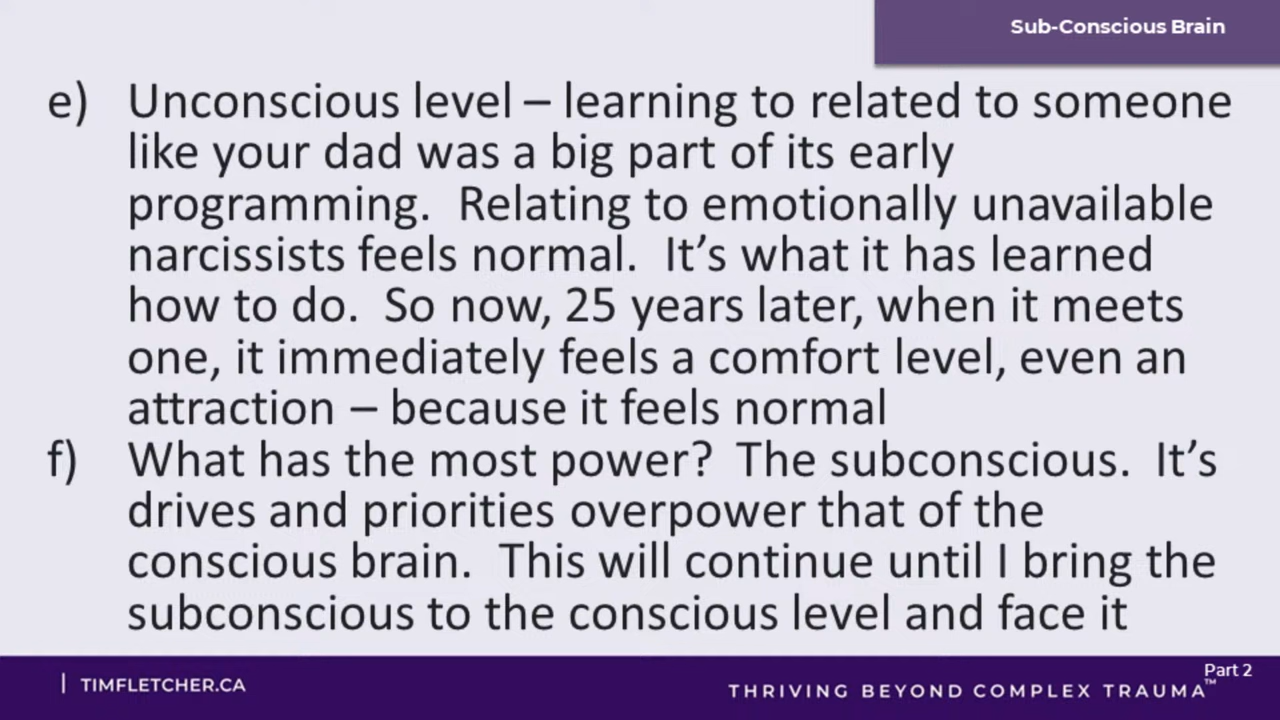 Sub-Conscious Brain
e) Unconscious level – learning to related to someone
like your dad was a big part of its early
programming. Relating to emotionally unavailable
narcissists feels normal. It’s what it has learned
how to do. So now, 25 years later, when it meets
one, it immediately feels a comfort level, even an
attraction – because it feels normal
f) What has the most power? The subconscious. It’s
drives and priorities overpower that of the
conscious brain. This will continue until I bring the
subconscious to the conscious level and face it
| TIMFLETCHER.CA
THRIVING BEYOND COMPLEX TRAUMA™
Part 2